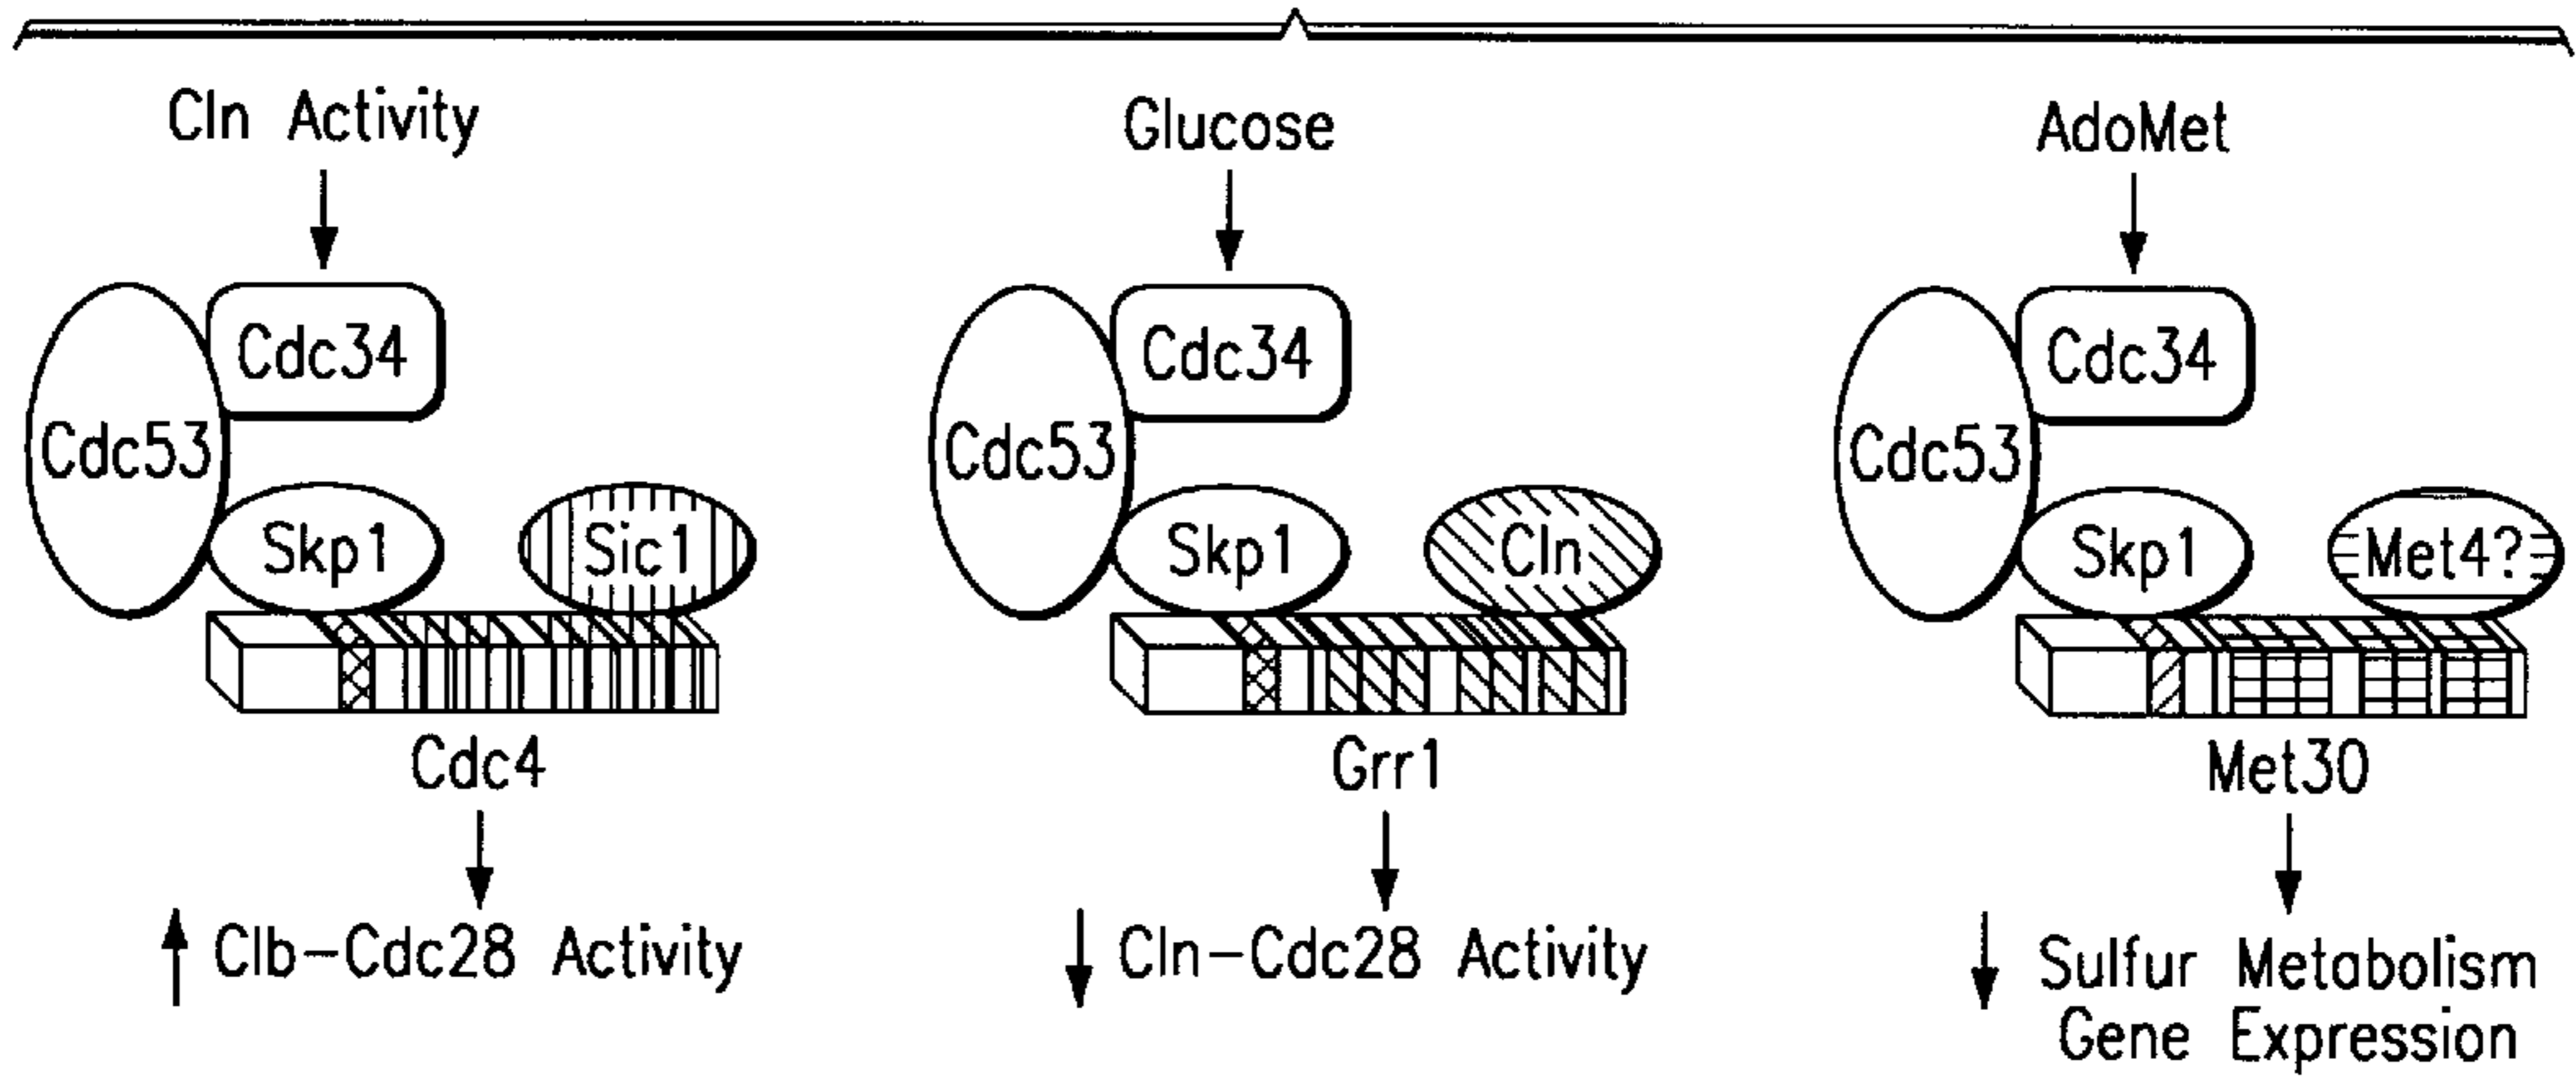 Cln Activity
Cdc34
Cdc53
Skp1
Sic1
Cdc4
Clb-Cdc28 Activity
Glucose
Cdc34
Cdc53
Skp1
Cln
Grr1
Cln-Cdc28 Activity
AdoMet
Cdc34
Cdc53
Skp1
Met4?
Met30
Sulfur Metabolism
Gene Expression